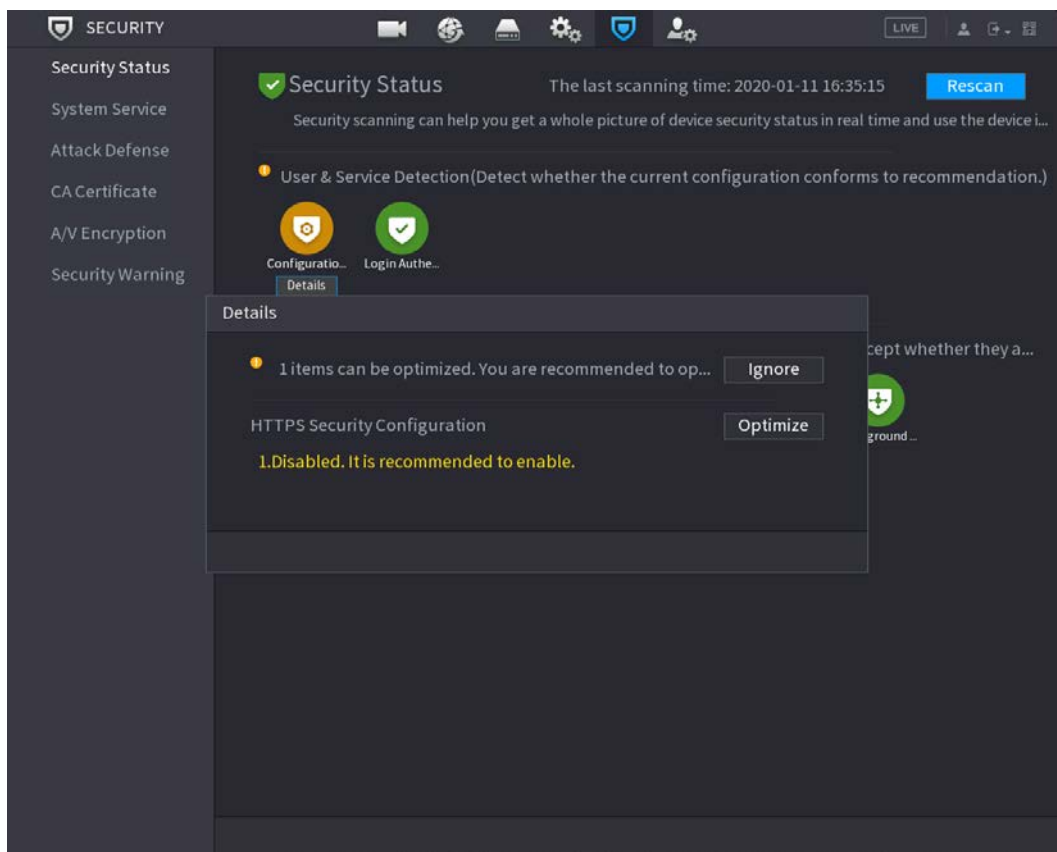 SECURITY
LIVE
Security Status
System Service
Attack Defense
CA Certificate
A/V Encryption
Security Warning
Security Status
The last scanning time: 2020-01-11 16:35:15
Rescan
Security scanning can help you get a whole picture of device security status in real time and use the device i...
User & Service Detection(Detect whether the current configuration conforms to recommendation.)
Configuratio...
Login Authe...
Details
cept whether they a...
ground...
Details
1 items can be optimized. You are recommended to op...
Ignore
HTTPS Security Configuration
Optimize
1.Disabled. It is recommended to enable.